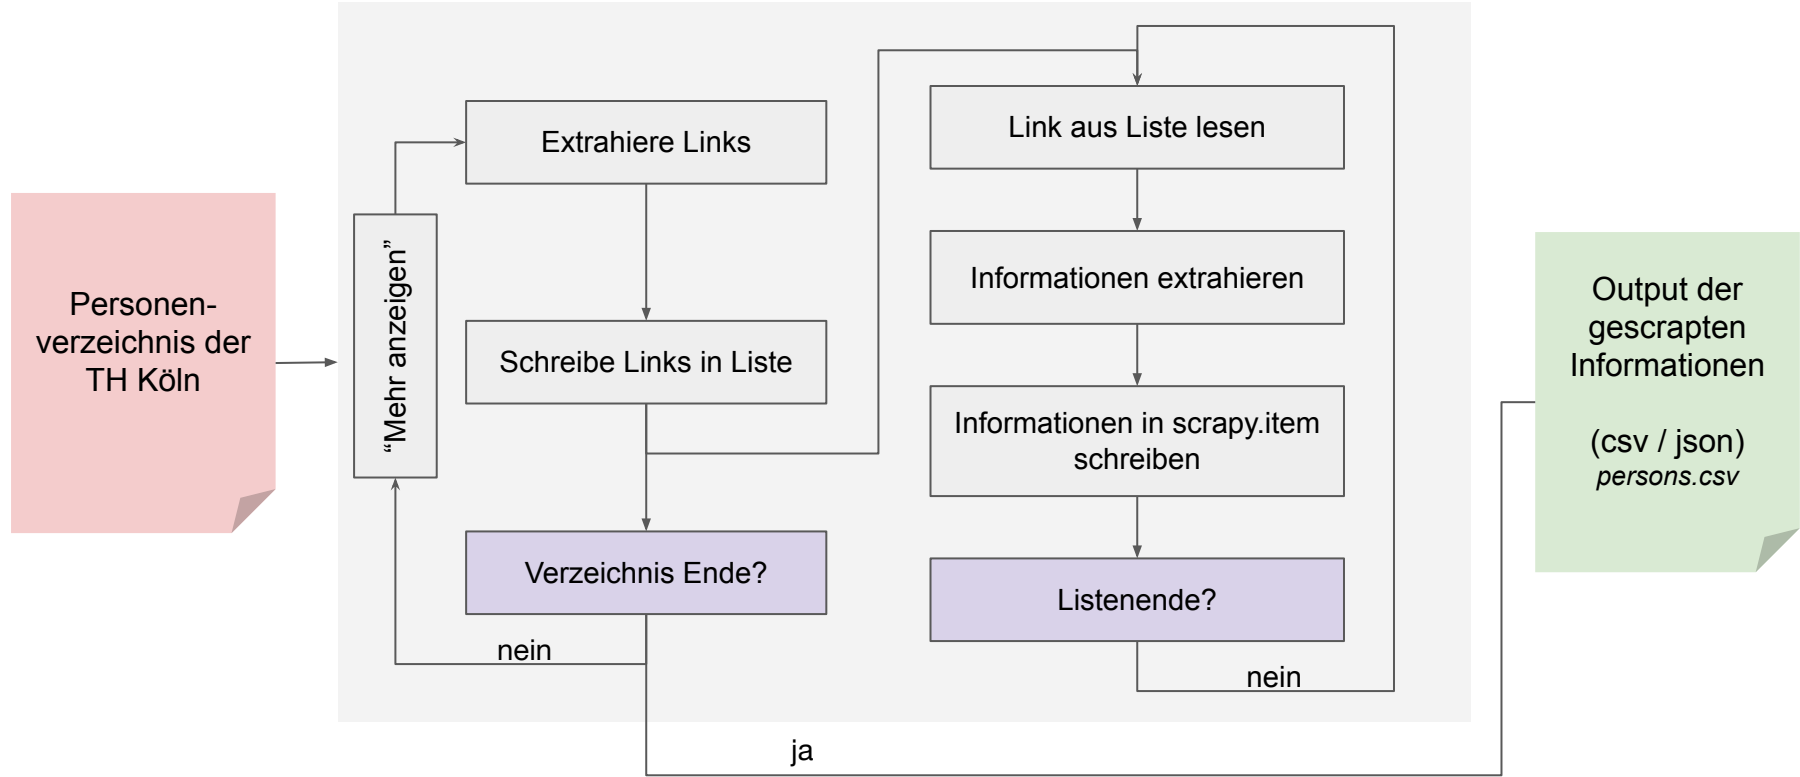 Personen-
verzeichnis der
TH Köln
“Mehr anzeigen”
Extrahiere Links
Schreibe Links in Liste
Verzeichnis Ende?
nein
ja
Link aus Liste lesen
Informationen extrahieren
Informationen in scrapy.item
schreiben
Listenende?
nein
Output der
gescrapten
Informationen
(csv / json)
persons.csv